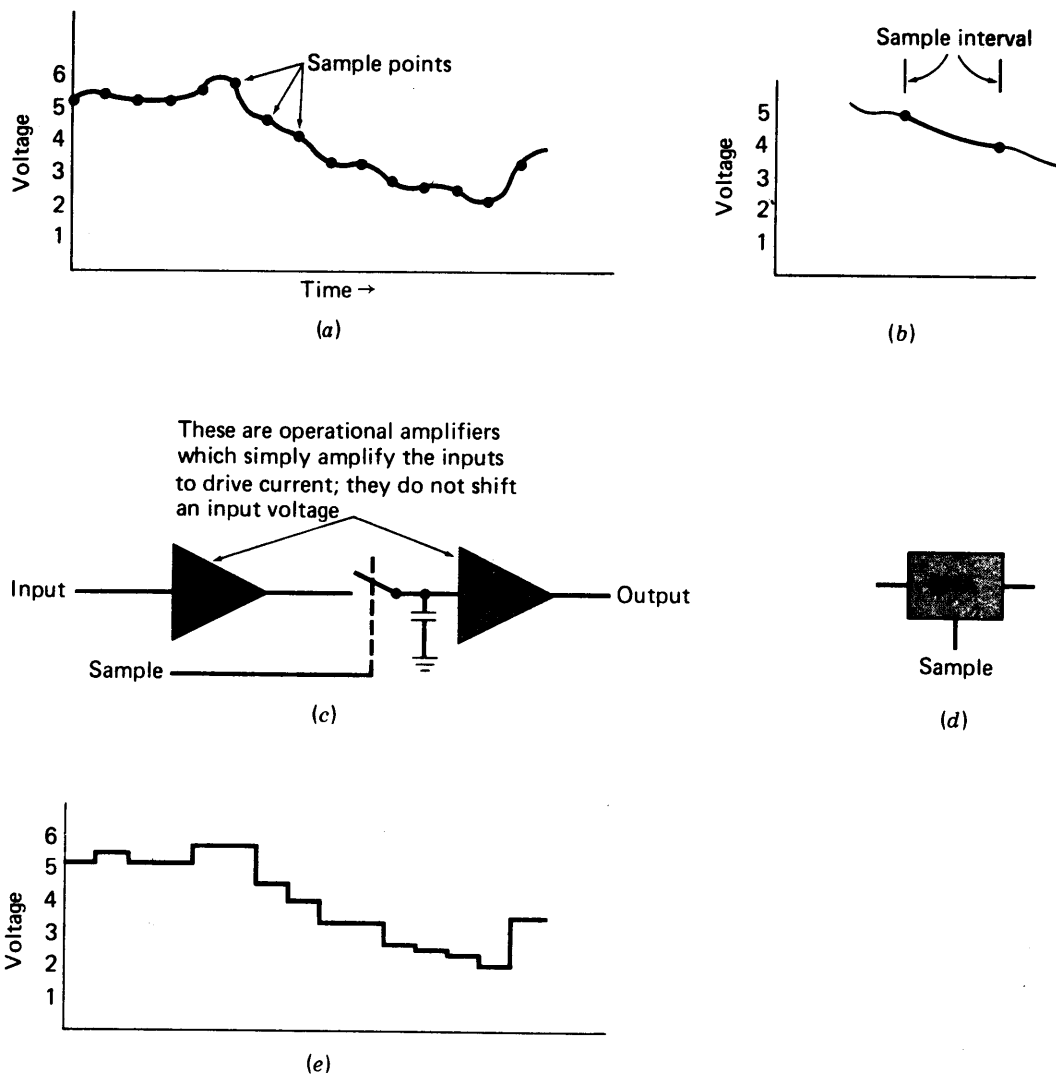 6
5
4
3
2
1
Voltage
Sample points
Time →
(a)
Sample interval
5
4
3
2
1
Voltage
(b)
These are operational amplifiers
which simply amplify the inputs
to drive current; they do not shift
an input voltage
Input
Output
Sample
(c)
Sample
(d)
6
5
4
3
2
1
Voltage
(e)